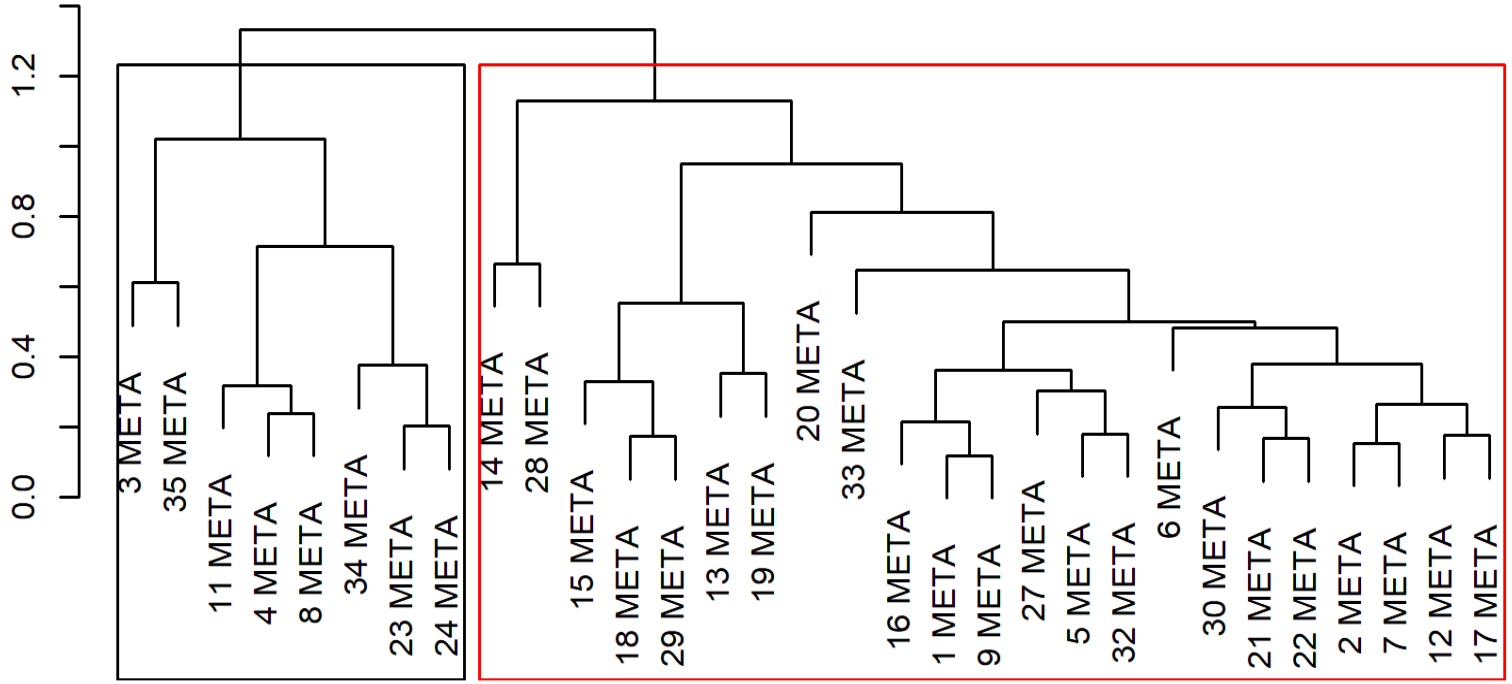 1.2
0.8
0.4
0.0
3 META
35 META
11 META
4 META
8 META
34 META
23 META
24 META
14 META
28 META
15 META
18 META
29 META
13 META
19 META
20 META
33 META
16 META
1 META
9 META
27 META
5 META
32 META
6 META
30 META
21 META
22 META
2 META
7 META
12 META
17 META